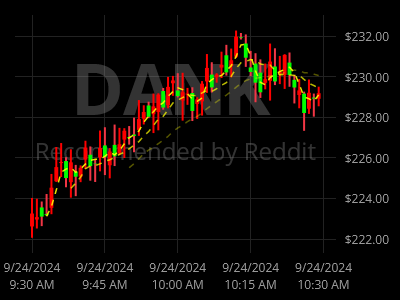 DANK
Recommended by Reddit
$232.00
$230.00
$228.00
$226.00
$224.00
$222.00
9/24/2024 9/24/2024 9/24/2024 9/24/2024 9/24/2024
9:30 AM 9:45 AM 10:00 AM 10:15 AM 10:30 AM